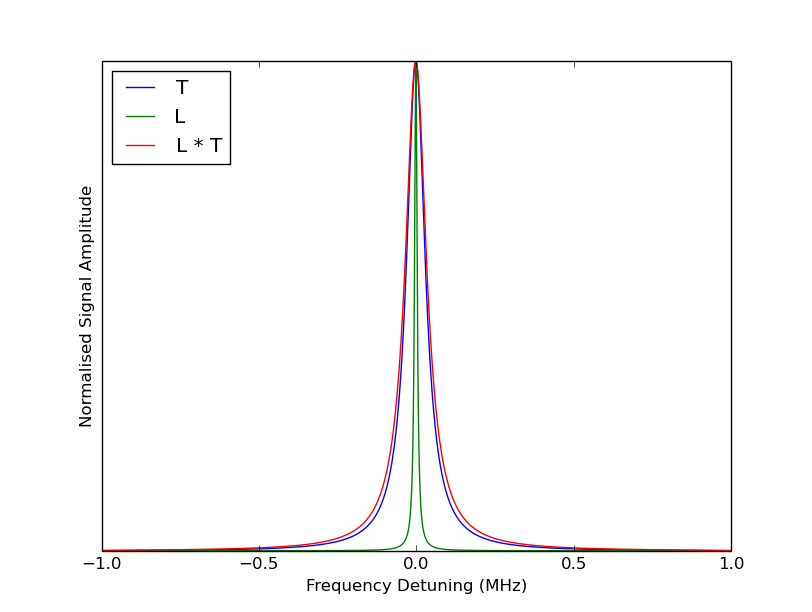 T
L
L * T
Normalised Signal Amplitude
−1.0
−0.5
0.0
0.5
1.0
Frequency Detuning (MHz)